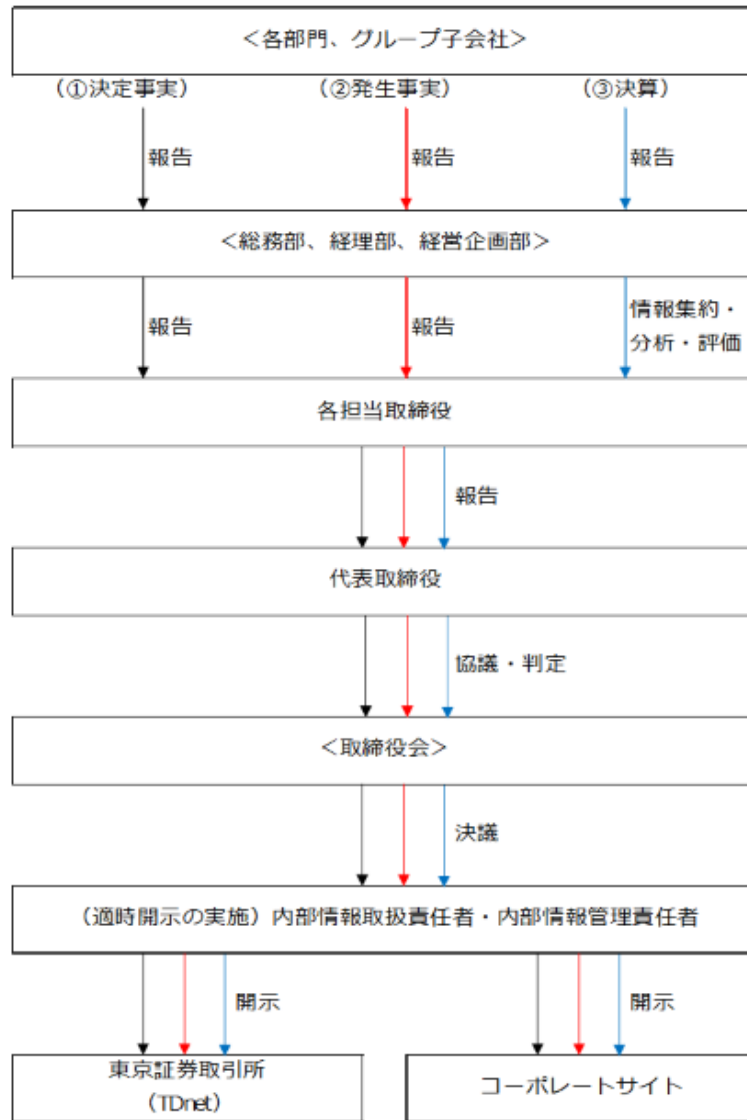 ＜各部門、グループ子会社＞
（①決定事実） （②発生事実） （③決算）
報告 報告 報告
＜総務部、経理部、経営企画部＞
報告 報告 情報集約・
分析・評価
各担当取締役
報告
代表取締役
協議・判定
＜取締役会＞
決議
（適時開示の実施）内部情報取扱責任者・内部情報管理責任者
開示 開示
東京証券取引所
（TDnet）
コーポレートサイト